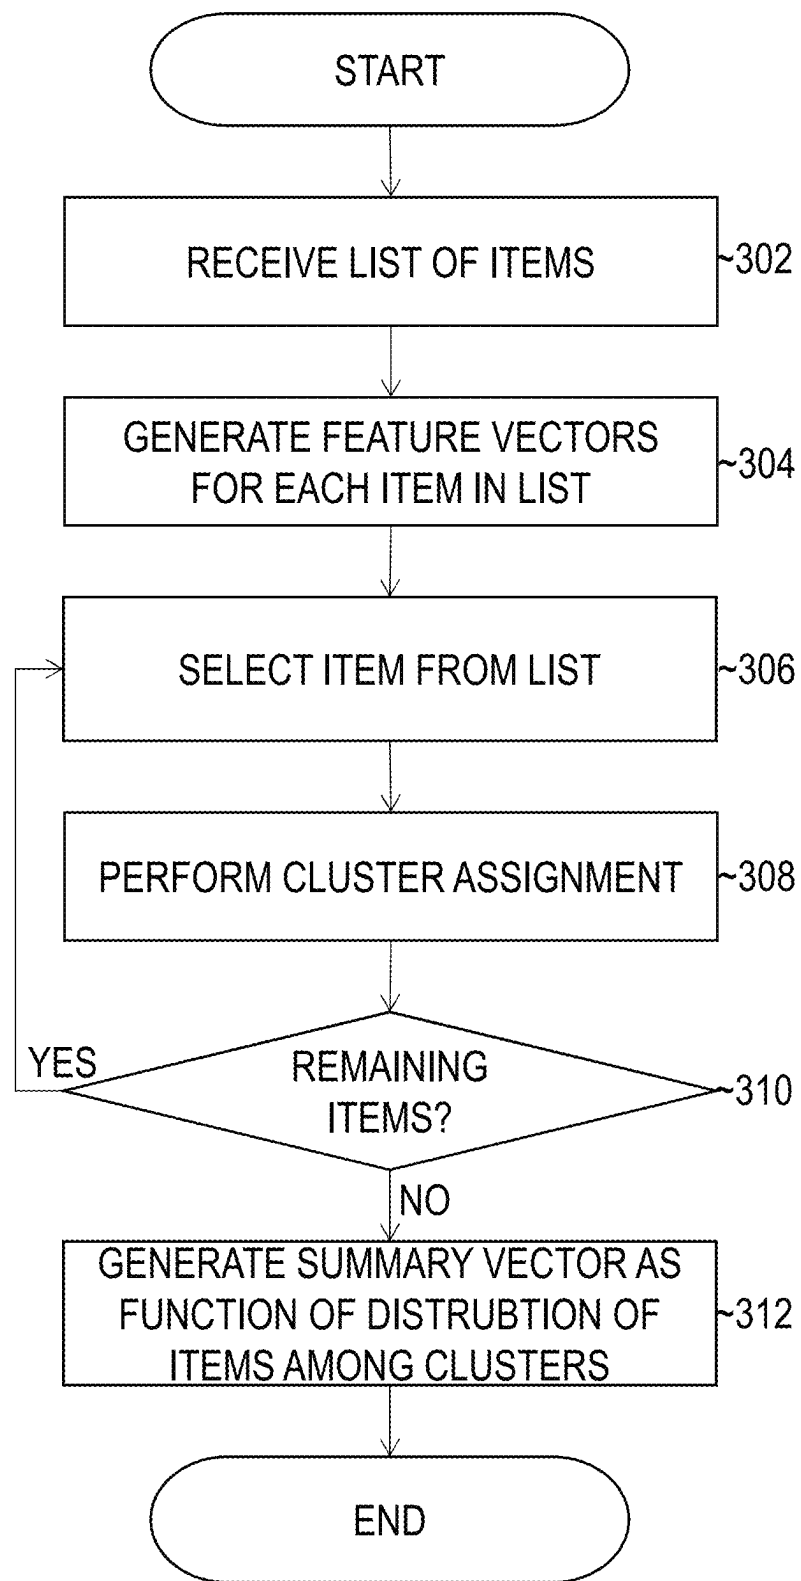 START
RECEIVE LIST OF ITEMS
~302
GENERATE FEATURE VECTORS
FOR EACH ITEM IN LIST
~304
SELECT ITEM FROM LIST
~306
PERFORM CLUSTER ASSIGNMENT
~308
YES
REMAINING
ITEMS?
~310
NO
GENERATE SUMMARY VECTOR AS
FUNCTION OF DISTRUBTION OF
ITEMS AMONG CLUSTERS
~312
END